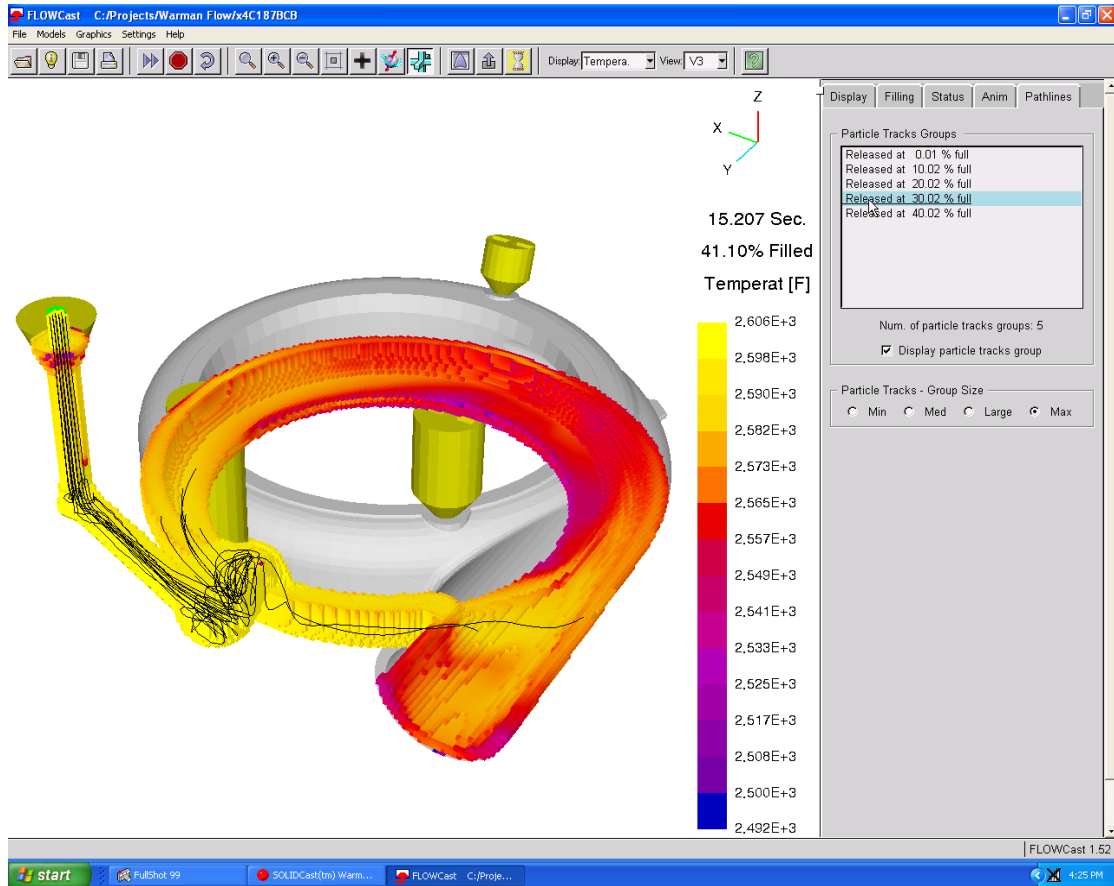 FLOWCast C:/Projects/Warman Flow/x4C187BCB
File Models Graphics Settings Help
Display: Tempera. View: V3
Display Filling Status Anim Pathlines
Particle Tracks Groups
Released at 0.01 % full
Released at 10.02 % full
Released at 20.02 % full
Released at 30.02 % full
Released at 40.02 % full
Num. of particle tracks groups: 5
Display particle tracks group
Particle Tracks - Group Size
Min Med Large Max
Z
X
Y
15.207 Sec.
41.10% Filled
Temperat [F]
2.606E+3
2.598E+3
2.590E+3
2.582E+3
2.573E+3
2.565E+3
2.557E+3
2.549E+3
2.541E+3
2.533E+3
2.525E+3
2.517E+3
2.508E+3
2.500E+3
2.492E+3
FLOWCast 1.52
start FullShot 99 SOLIDCast(tm) Warm... FLOWCast C:/Proje... 4:25 PM